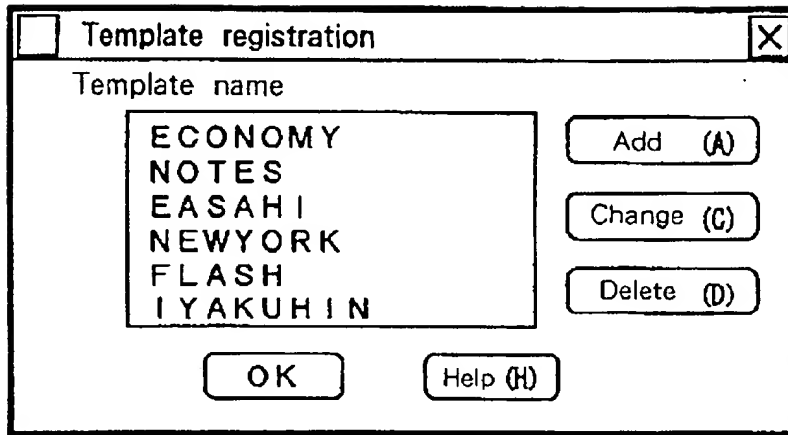 Template registration
Template name
ECONOMY
NOTES
EASAHI
NEWYORK
FLASH
IYAKUHIN
Add (A)
Change (C)
Delete (D)
OK
Help (H)